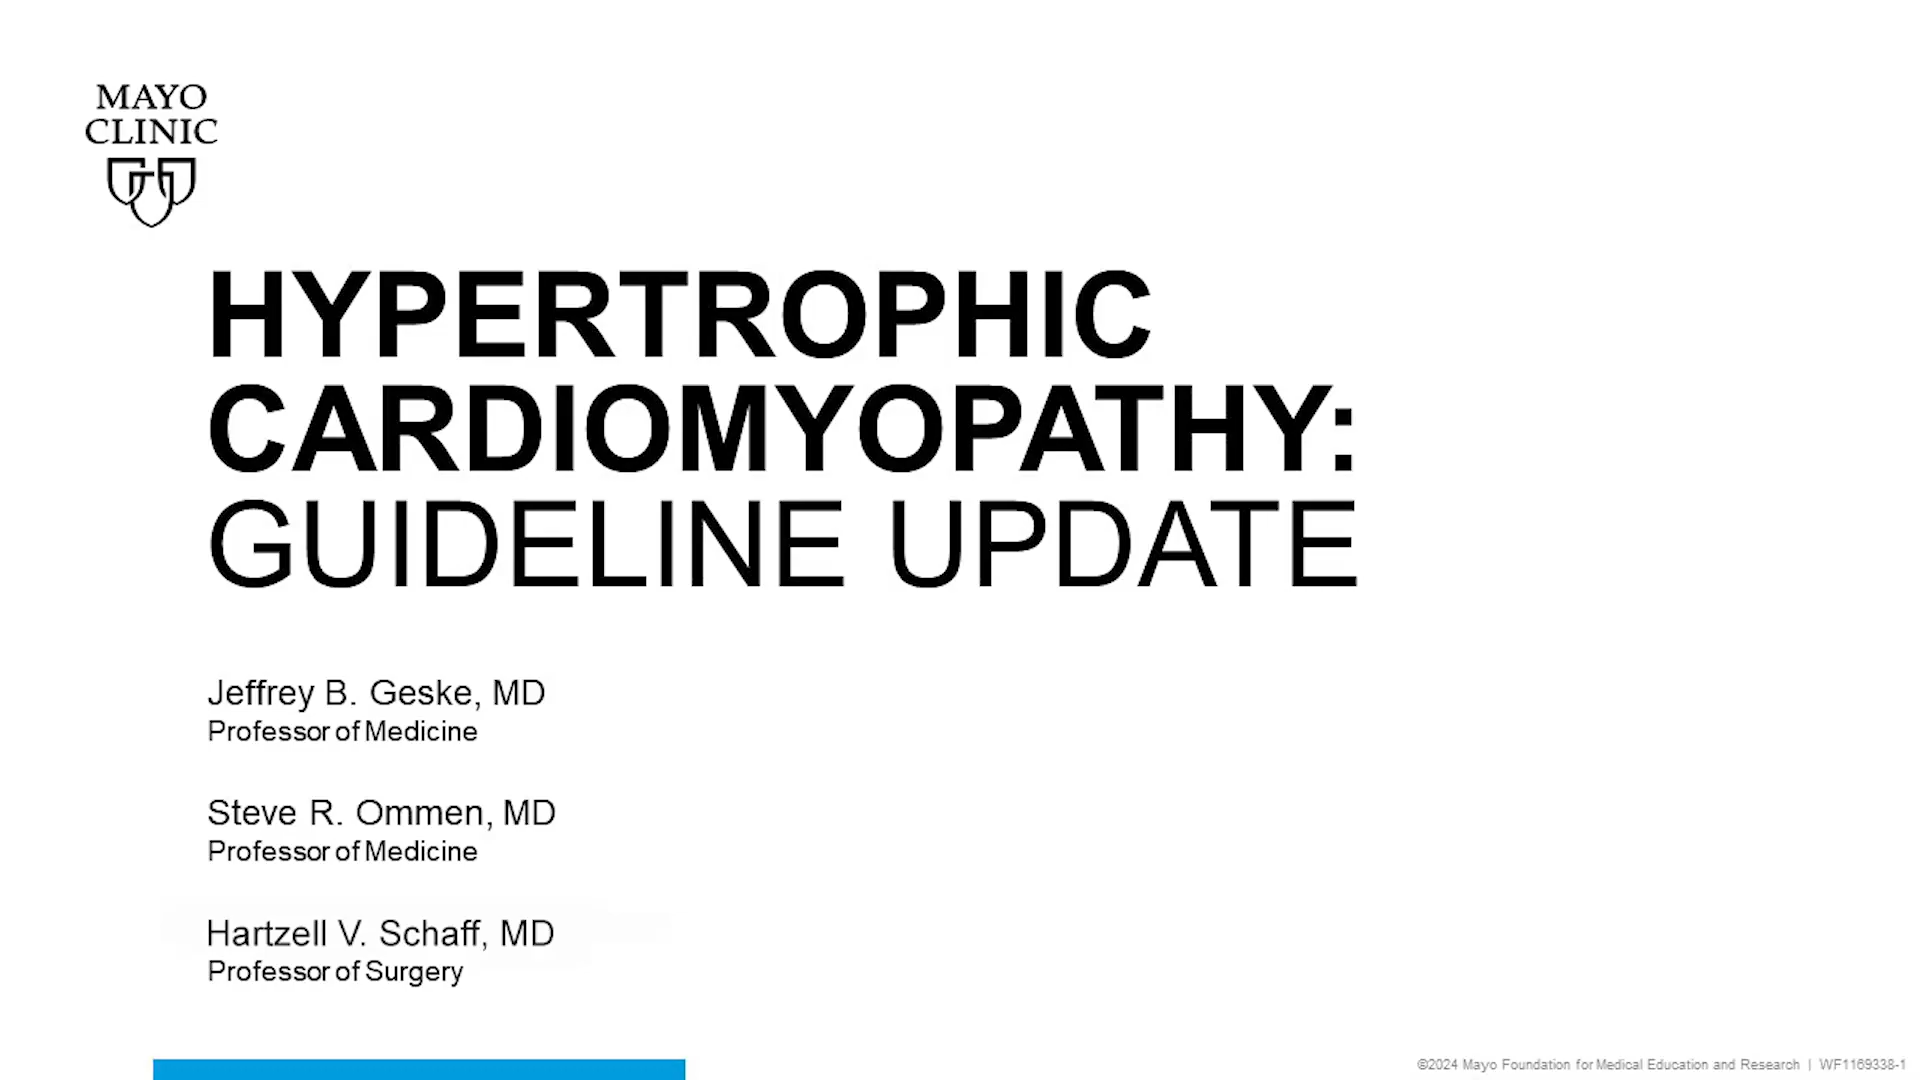 MAYO
CLINIC
HYPERTROPHIC
CARDIOMYOPATHY:
GUIDELINE UPDATE
Jeffrey B. Geske, MD
Professor of Medicine
Steve R. Ommen, MD
Professor of Medicine
Hartzell V. Schaff, MD
Professor of Surgery
©2024 Mayo Foundation for Medical Education and Research | WF1169338-1